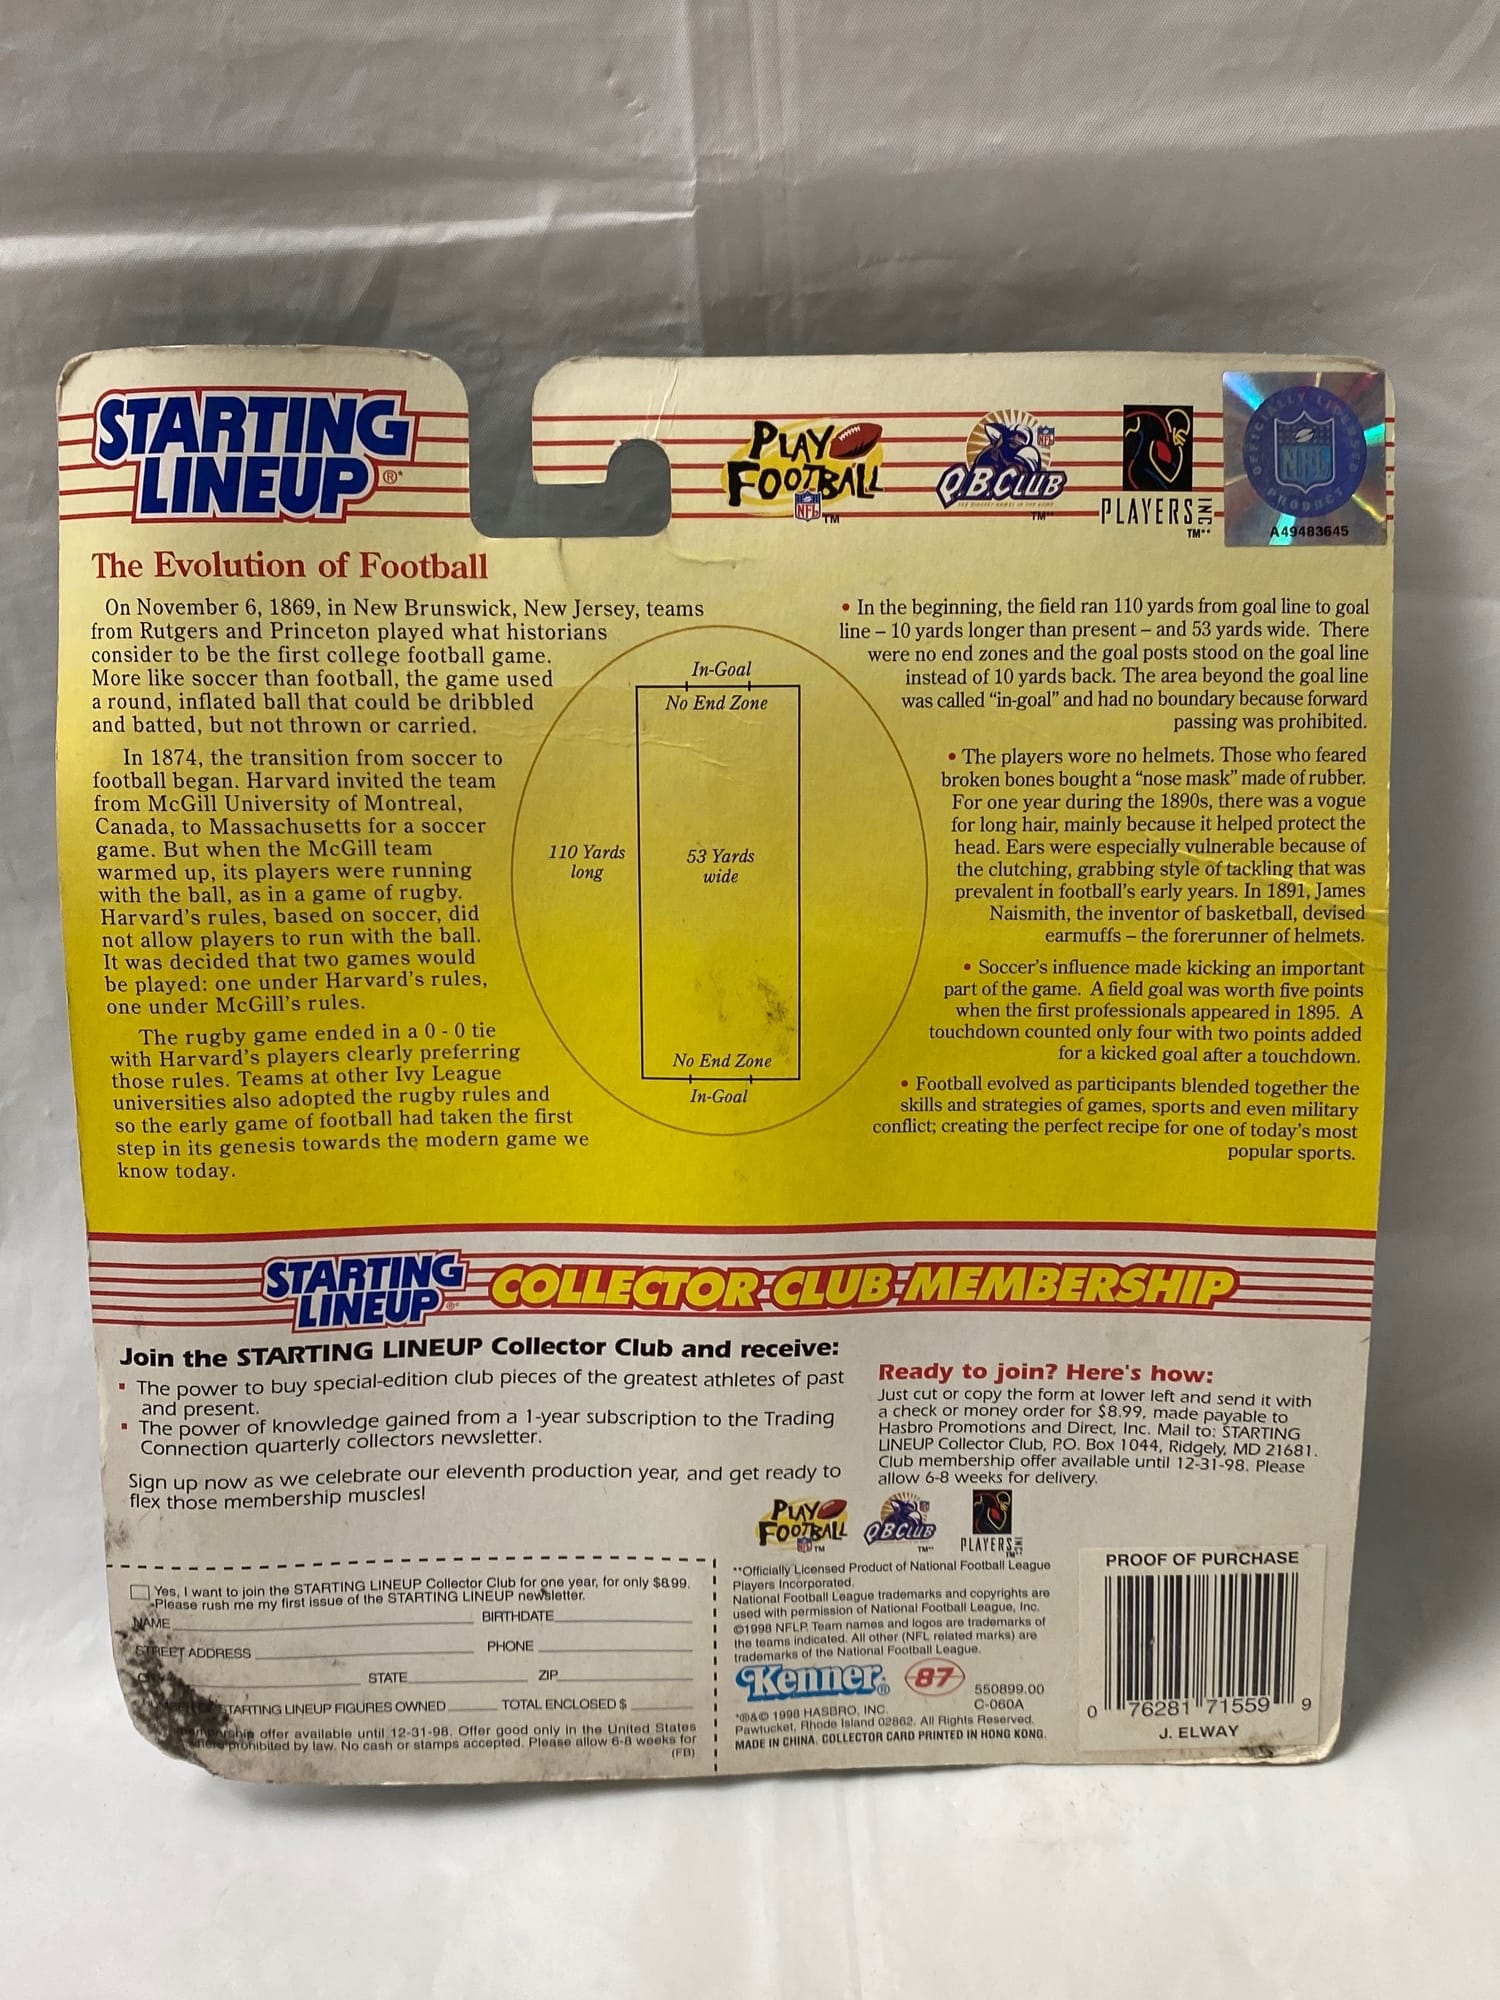 STARTING
LINEUP®*
PLAY
FOOTBALL
NFL
TM
NFL
QB CLUB
TM**
PLAYERS INC
TM**
OFFICIALLY LICENSED
NFL
PRODUCT
A49483645
The Evolution of Football
On November 6, 1869, in New Brunswick, New Jersey, teams
from Rutgers and Princeton played what historians
consider to be the first college football game.
More like soccer than football, the game used
a round, inflated ball that could be dribbled
and batted, but not thrown or carried.
In 1874, the transition from soccer to
football began. Harvard invited the team
from McGill University of Montreal,
Canada, to Massachusetts for a soccer
game. But when the McGill team
warmed up, its players were running
with the ball, as in a game of rugby.
Harvard's rules, based on soccer, did
not allow players to run with the ball.
It was decided that two games would
be played: one under Harvard's rules,
one under McGill's rules.
The rugby game ended in a 0 - 0 tie
with Harvard's players clearly preferring
those rules. Teams at other Ivy League
universities also adopted the rugby rules and
so the early game of football had taken the first
step in its genesis towards the modern game we
know today.
In-Goal
No End Zone
110 Yards
long
53 Yards
wide
No End Zone
In-Goal
• In the beginning, the field ran 110 yards from goal line to goal
line – 10 yards longer than present – and 53 yards wide. There
were no end zones and the goal posts stood on the goal line
instead of 10 yards back. The area beyond the goal line
was called “in-goal” and had no boundary because forward
passing was prohibited.
• The players wore no helmets. Those who feared
broken bones bought a “nose mask” made of rubber.
For one year during the 1890s, there was a vogue
for long hair, mainly because it helped protect the
head. Ears were especially vulnerable because of
the clutching, grabbing style of tackling that was
prevalent in football's early years. In 1891, James
Naismith, the inventor of basketball, devised
earmuffs – the forerunner of helmets.
• Soccer's influence made kicking an important
part of the game. A field goal was worth five points
when the first professionals appeared in 1895. A
touchdown counted only four with two points added
for a kicked goal after a touchdown.
• Football evolved as participants blended together the
skills and strategies of games, sports and even military
conflict; creating the perfect recipe for one of today's most
popular sports.
STARTING
LINEUP®*
COLLECTOR CLUB MEMBERSHIP
Join the STARTING LINEUP Collector Club and receive:
▪ The power to buy special-edition club pieces of the greatest athletes of past
and present.
▪ The power of knowledge gained from a 1-year subscription to the Trading
Connection quarterly collectors newsletter.
Sign up now as we celebrate our eleventh production year, and get ready to
flex those membership muscles!
Ready to join? Here's how:
Just cut or copy the form at lower left and send it with
a check or money order for $8.99, made payable to
Hasbro Promotions and Direct, Inc. Mail to: STARTING
LINEUP Collector Club, P.O. Box 1044, Ridgely, MD 21681.
Club membership offer available until 12-31-98. Please
allow 6-8 weeks for delivery.
PLAY
FOOTBALL
TM
QB CLUB
TM**
PLAYERS INC
TM**
Yes, I want to join the STARTING LINEUP Collector Club for one year, for only $8.99.
Please rush me my first issue of the STARTING LINEUP newsletter.
NAME BIRTHDATE
STREET ADDRESS PHONE
STATE ZIP
STARTING LINEUP FIGURES OWNED TOTAL ENCLOSED $
offer available until 12-31-98. Offer good only in the United States
where prohibited by law. No cash or stamps accepted. Please allow 6-8 weeks for
(FB)
**Officially Licensed Product of National Football League
Players Incorporated.
National Football League trademarks and copyrights are
used with permission of National Football League, Inc.
©1998 NFLP. Team names and logos are trademarks of
the teams indicated. All other (NFL related marks) are
trademarks of the National Football League.
Kenner® 87
550899.00
C-060A
*®&© 1998 HASBRO, INC.
Pawtucket, Rhode Island 02862. All Rights Reserved.
MADE IN CHINA. COLLECTOR CARD PRINTED IN HONG KONG.
PROOF OF PURCHASE
0 76281 71559 9
J. ELWAY